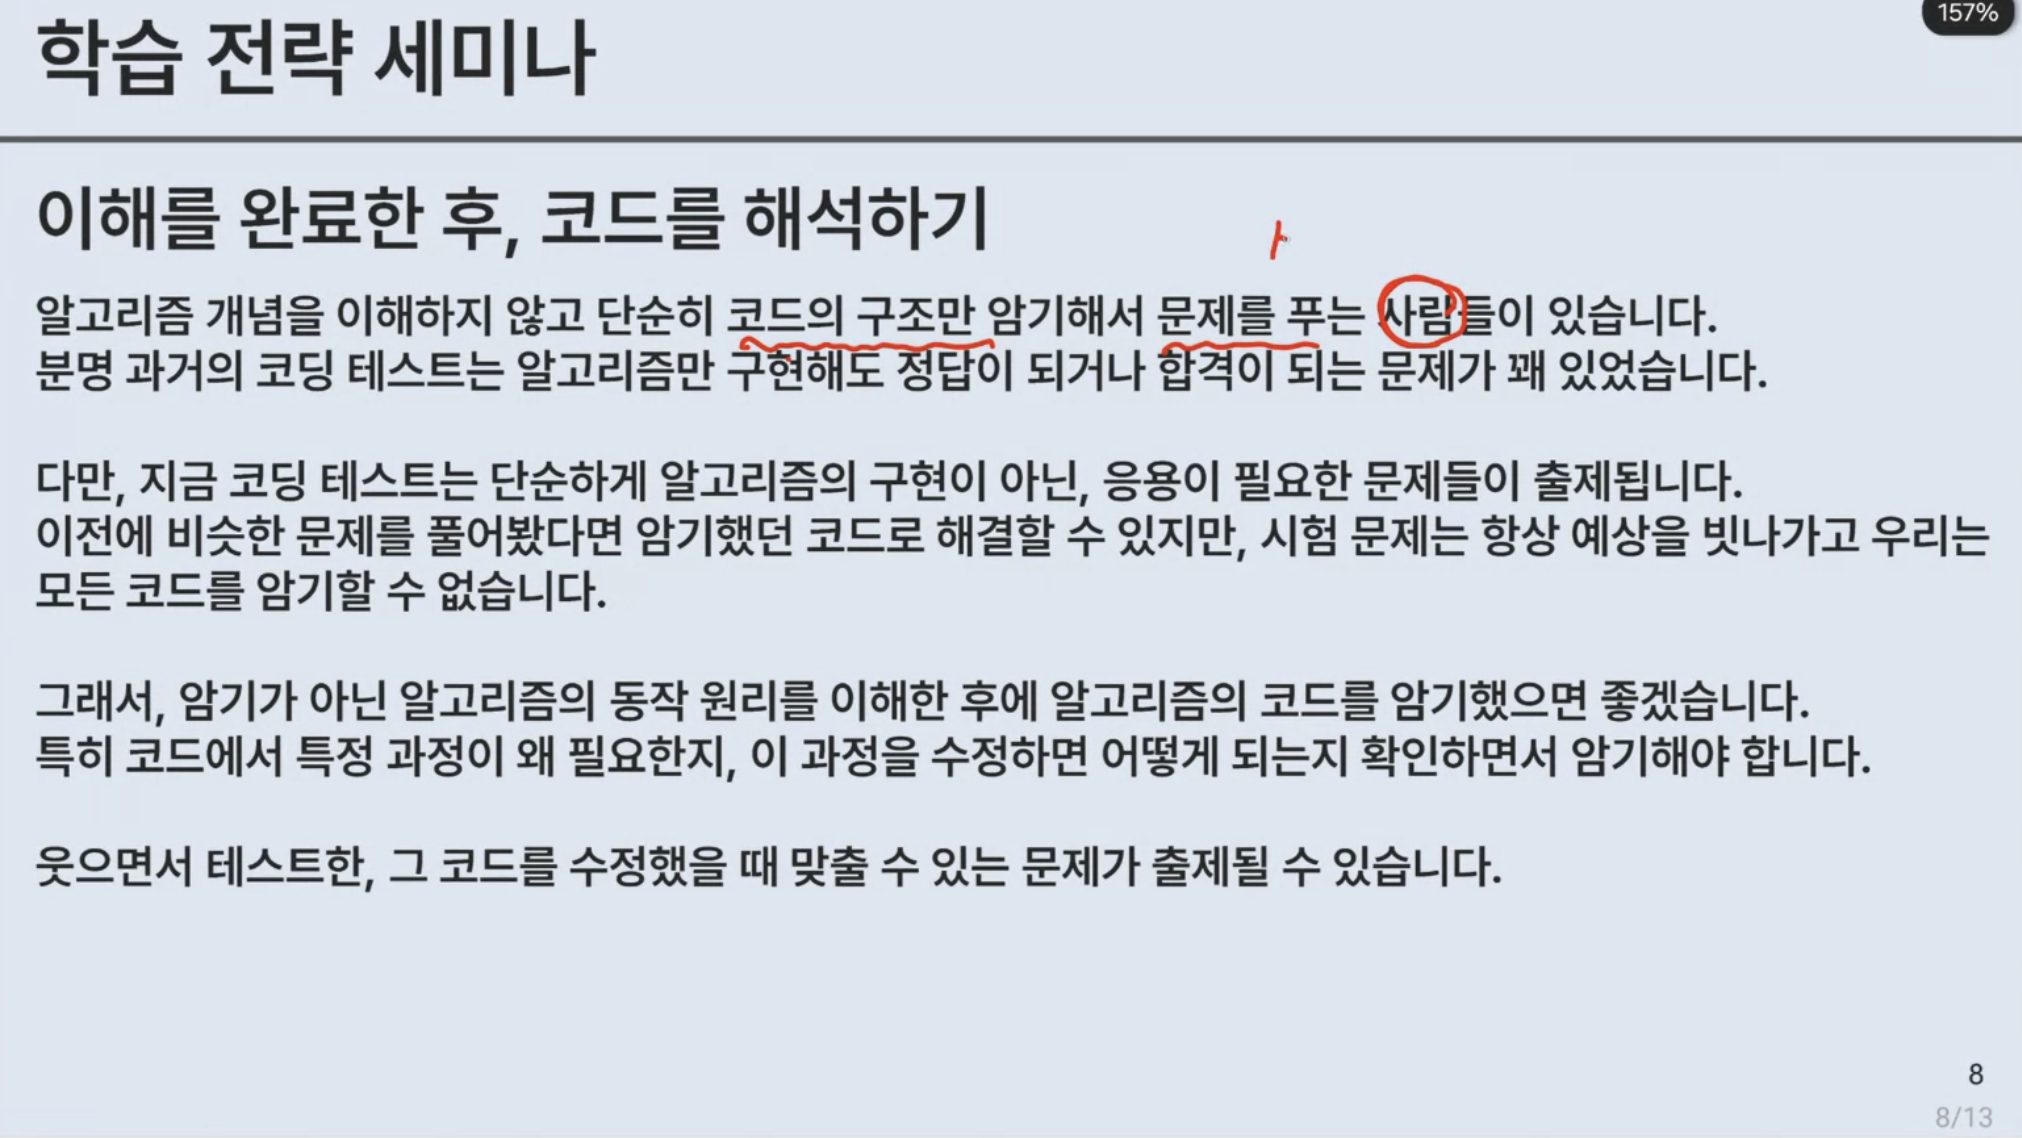 157%
학습 전략 세미나
이해를 완료한 후, 코드를 해석하기
알고리즘 개념을 이해하지 않고 단순히 코드의 구조만 암기해서 문제를 푸는 사람들이 있습니다.
분명 과거의 코딩 테스트는 알고리즘만 구현해도 정답이 되거나 합격이 되는 문제가 꽤 있었습니다.
다만, 지금 코딩 테스트는 단순하게 알고리즘의 구현이 아닌, 응용이 필요한 문제들이 출제됩니다.
이전에 비슷한 문제를 풀어봤다면 암기했던 코드로 해결할 수 있지만, 시험 문제는 항상 예상을 빗나가고 우리는
모든 코드를 암기할 수 없습니다.
그래서, 암기가 아닌 알고리즘의 동작 원리를 이해한 후에 알고리즘의 코드를 암기했으면 좋겠습니다.
특히 코드에서 특정 과정이 왜 필요한지, 이 과정을 수정하면 어떻게 되는지 확인하면서 암기해야 합니다.
웃으면서 테스트한, 그 코드를 수정했을 때 맞출 수 있는 문제가 출제될 수 있습니다.
8
8/13